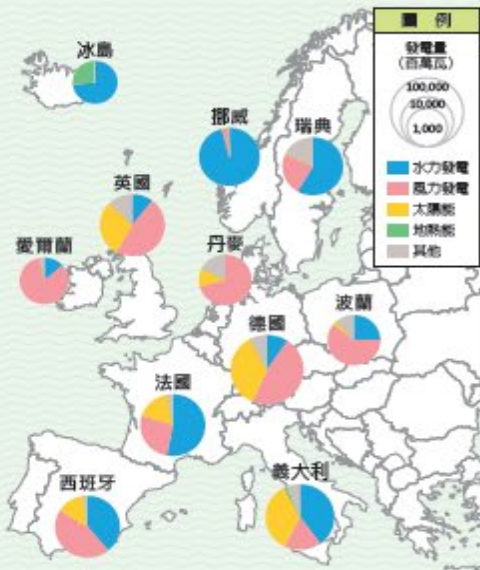 圖 例
發電量
(百萬瓦)
100,000
10,000
1,000
水力發電
風力發電
太陽能
地熱能
其他
冰島
挪威
瑞典
英國
愛爾蘭
丹麥
波蘭
德國
法國
西班牙
義大利